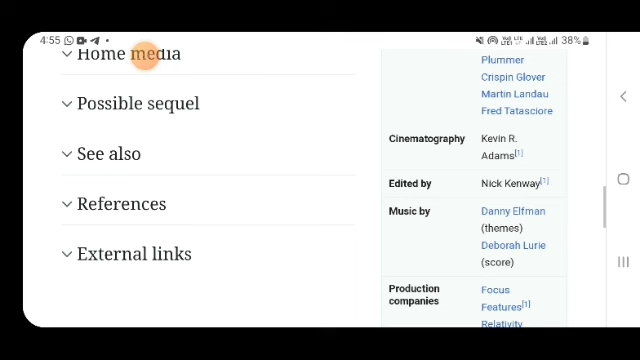 4:55
38%
Home media
Possible sequel
See also
References
External links
Plummer
Crispin Glover
Martin Landau
Fred Tatasciore
Cinematography Kevin R.
Adams[1]
Edited by Nick Kenway[1]
Music by Danny Elfman
(themes)
Deborah Lurie
(score)
Production Focus
companies Features[1]
Relativity